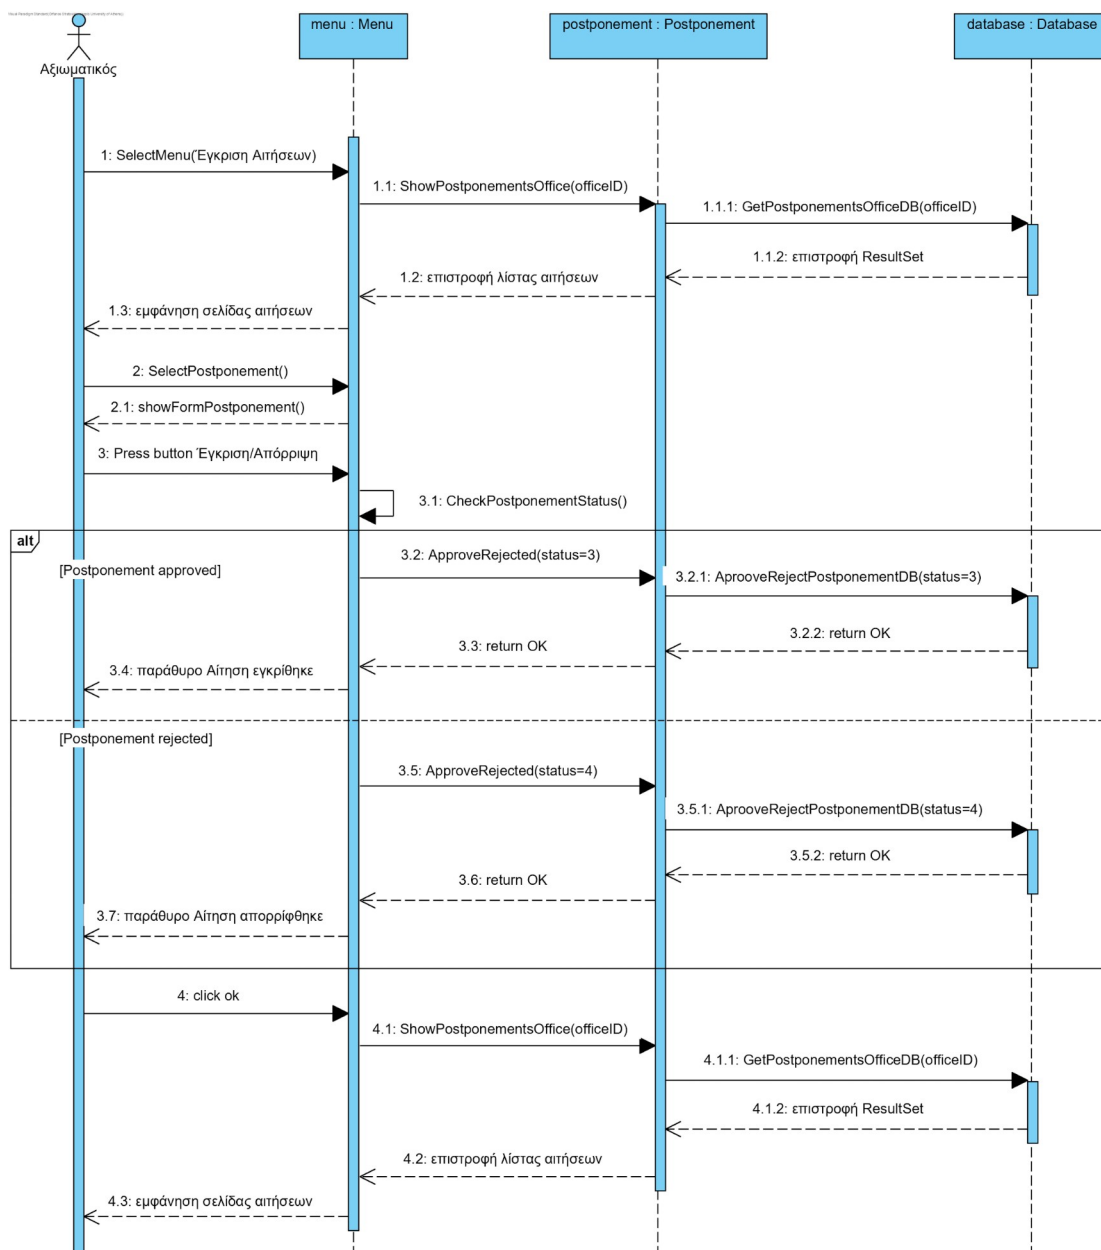 menu : Menu
postponement : Postponement
database : Database
Αξιωματικός
1: SelectMenu(Έγκριση Αιτήσεων)
1.1: ShowPostponementsOffice(officeID)
1.1.1: GetPostponementsOfficeDB(officeID)
1.1.2: επιστροφή ResultSet
1.2: επιστροφή λίστας αιτήσεων
1.3: εμφάνηση σελίδας αιτήσεων
2: SelectPostponement()
2.1: showFormPostponement()
3: Press button Έγκριση/Απόρριψη
3.1: CheckPostponementStatus()
alt
[Postponement approved]
3.2: ApproveRejected(status=3)
3.2.1: AprooveRejectPostponementDB(status=3)
3.2.2: return OK
3.3: return OK
3.4: παράθυρο Αίτηση εγκρίθηκε
[Postponement rejected]
3.5: ApproveRejected(status=4)
3.5.1: AprooveRejectPostponementDB(status=4)
3.5.2: return OK
3.6: return OK
3.7: παράθυρο Αίτηση απορρίφθηκε
4: click ok
4.1: ShowPostponementsOffice(officeID)
4.1.1: GetPostponementsOfficeDB(officeID)
4.1.2: επιστροφή ResultSet
4.2: επιστροφή λίστας αιτήσεων
4.3: εμφάνηση σελίδας αιτήσεων